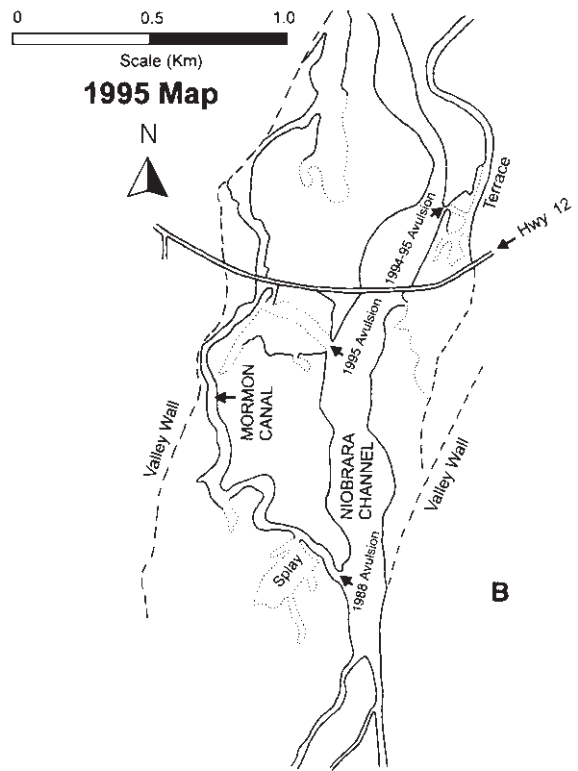 0 0.5 1.0
Scale (Km)
1995 Map
N
Terrace
Hwy 12
1994-95 Avulsion
1995 Avulsion
MORMON
CANAL
NIOBRARA
CHANNEL
Valley Wall
Valley Wall
Splay
1988 Avulsion
B